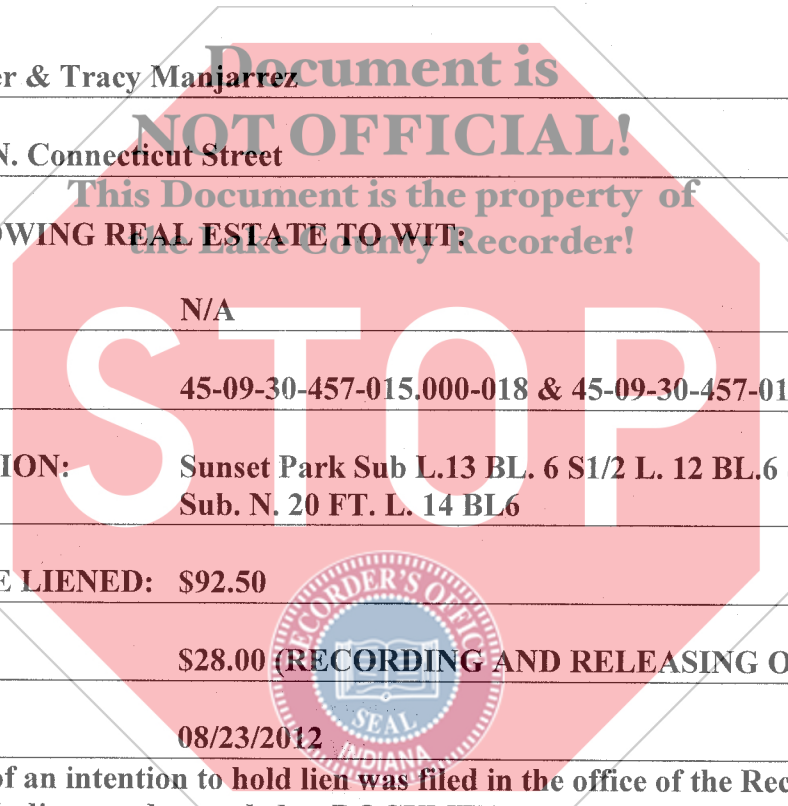 er & Tracy Manjarrez
Document is
N. Connecticut Street
NOT OFFICIAL!
This Document is the property of
OWING REAL ESTATE TO WIT:
the Lake County Recorder!
N/A
STOP
45-09-30-457-015.000-018 & 45-09-30-457-01
ION: Sunset Park Sub L.13 BL. 6 S1/2 L. 12 BL.6
Sub. N. 20 FT. L. 14 BL6
E LIENED: $92.50
$28.00 (RECORDING AND RELEASING O
RECORDER'S OFFICE
SEAL
INDIANA
08/23/2012
of an intention to hold lien was filed in the office of the Rec